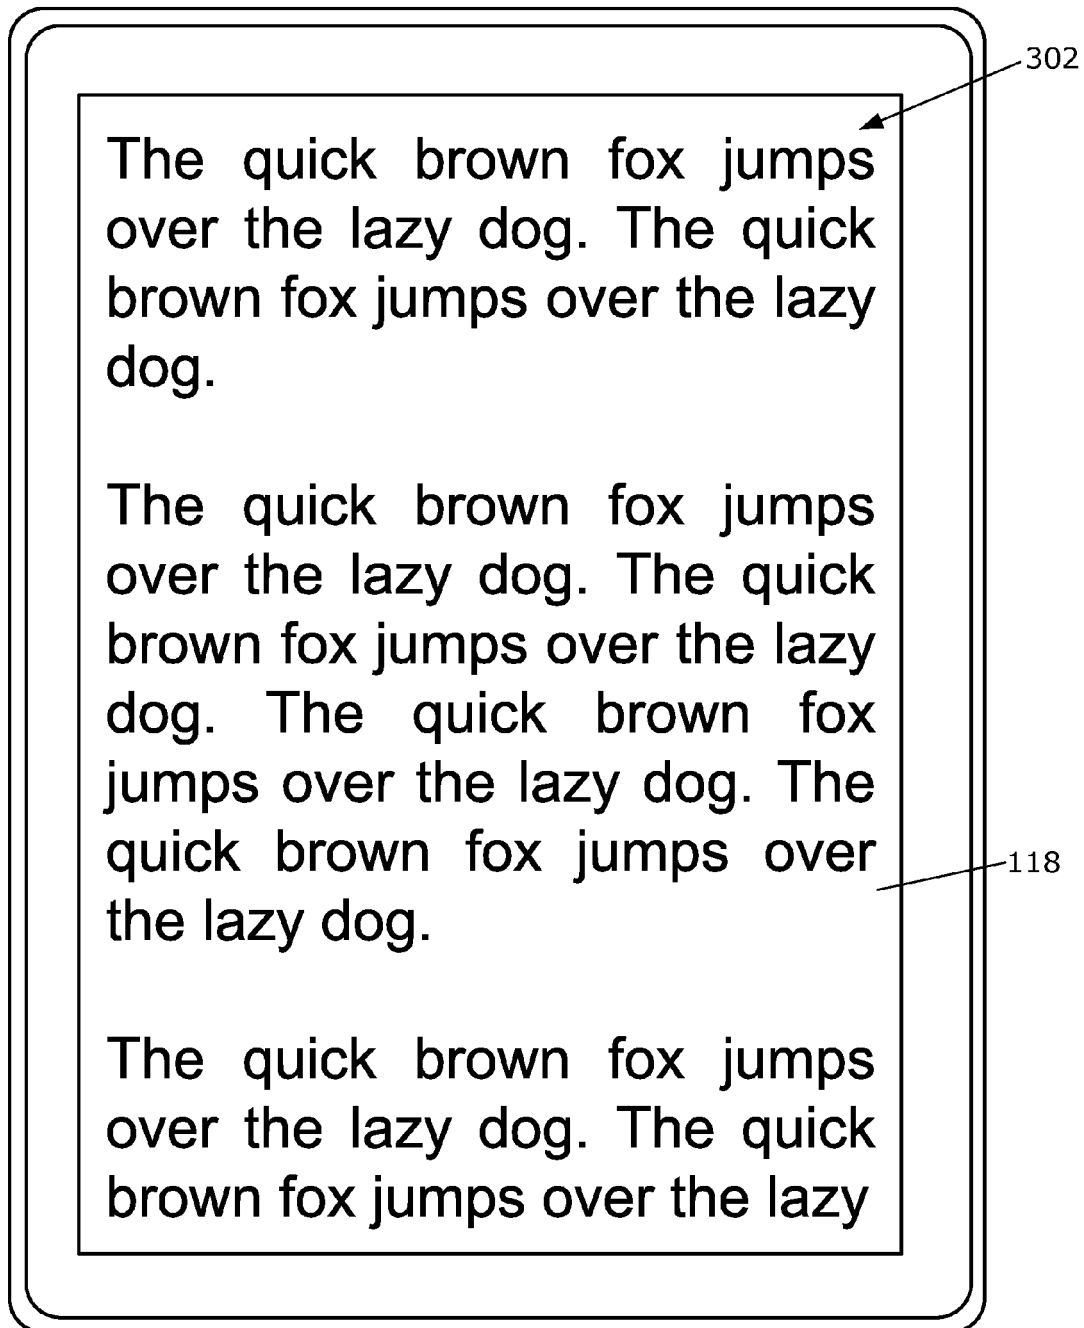 302
The quick brown fox jumps
over the lazy dog. The quick
brown fox jumps over the lazy
dog.
The quick brown fox jumps
over the lazy dog. The quick
brown fox jumps over the lazy
dog. The quick brown fox
jumps over the lazy dog. The
quick brown fox jumps over
118
the lazy dog.
The quick brown fox jumps
over the lazy dog. The quick
brown fox jumps over the lazy